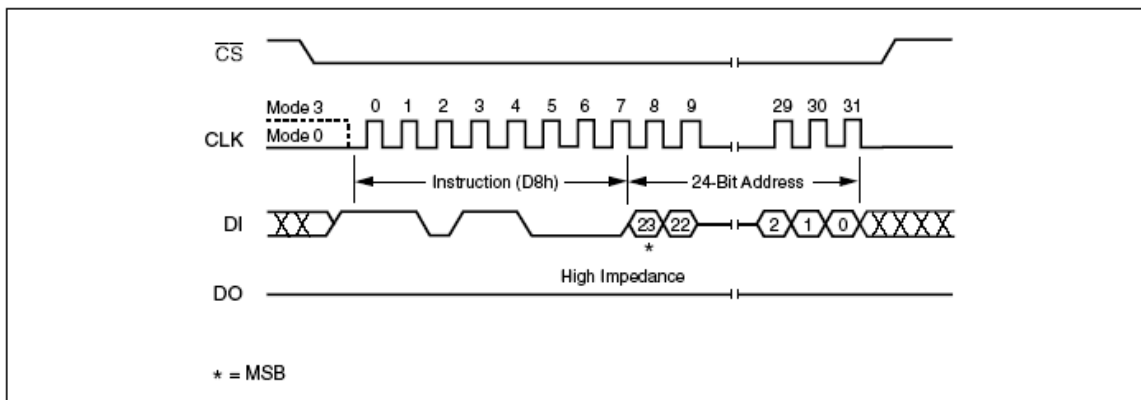 CS
Mode 3
0 1 2 3 4 5 6 7 8 9 29 30 31
CLK
Mode 0
Instruction (D8h)
24-Bit Address
DI
23 22 2 1 0
*
High Impedance
DO
* = MSB